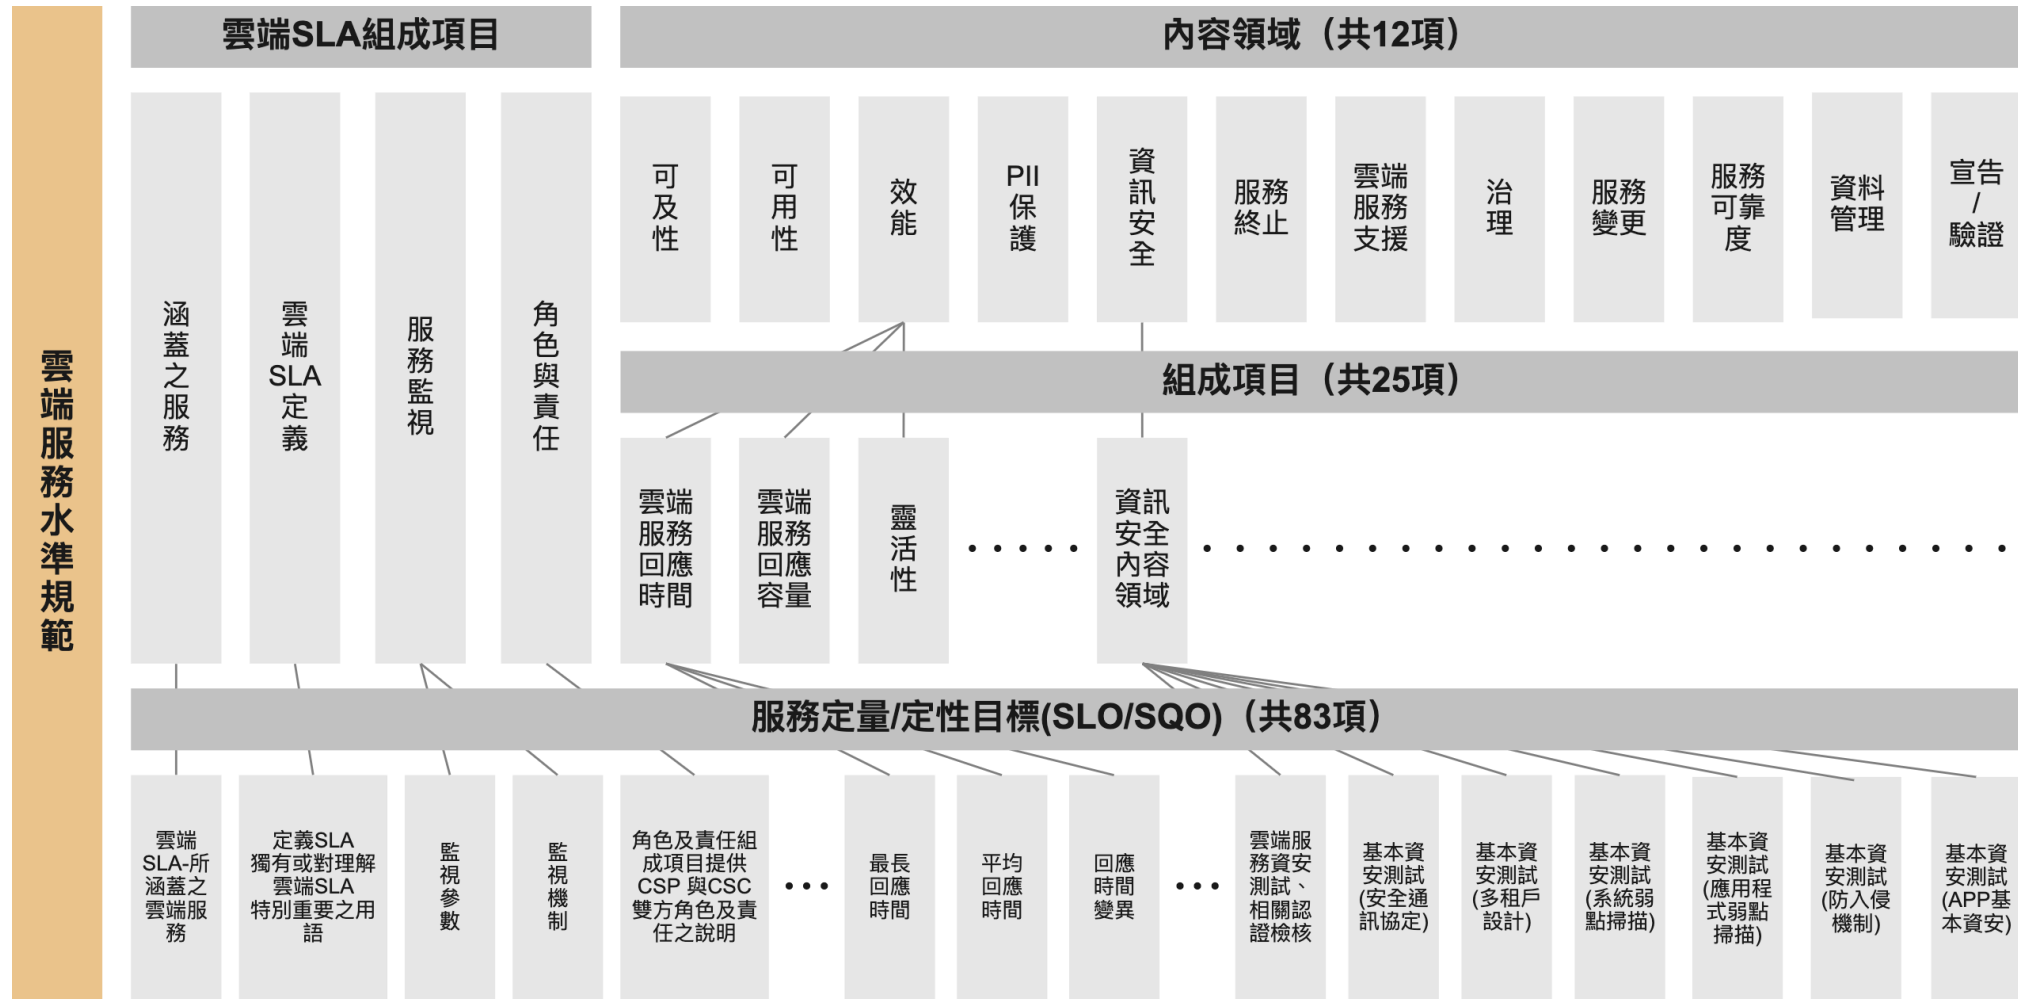 雲端服務水準規範
雲端SLA組成項目
內容領域（共12項）
涵蓋之服務
雲端
SLA
定義
服務監視
角色與責任
可及性
可用性
效能
PII
保護
資訊安全
服務
終止
雲端
服務
支援
治理
服務
變更
服務
可靠
度
資料
管理
宣告
/
驗證
組成項目（共25項）
雲端
服務
回應
時間
雲端
服務
回應
容量
靈活性
資訊
安全
內容
領域
服務定量/定性目標(SLO/SQO)（共83項）
雲端
SLA-所
涵蓋之
雲端服
務
定義SLA
獨有或對理解
雲端SLA
特別重要之用
語
監視參數
監視機制
角色及責任組
成項目提供
CSP 與CSC
雙方角色及責
任之說明
最長
回應
時間
平均
回應
時間
回應
時間
變異
雲端服
務資安
測試、
相關認
證檢核
基本資
安測試
(安全通
訊協定)
基本資
安測試
(多租戶
設計)
基本資
安測試
(系統弱
點掃描)
基本資
安測試
(應用程
式弱點
掃描)
基本資
安測試
(防入侵
機制)
基本資
安測試
(APP基
本資安)